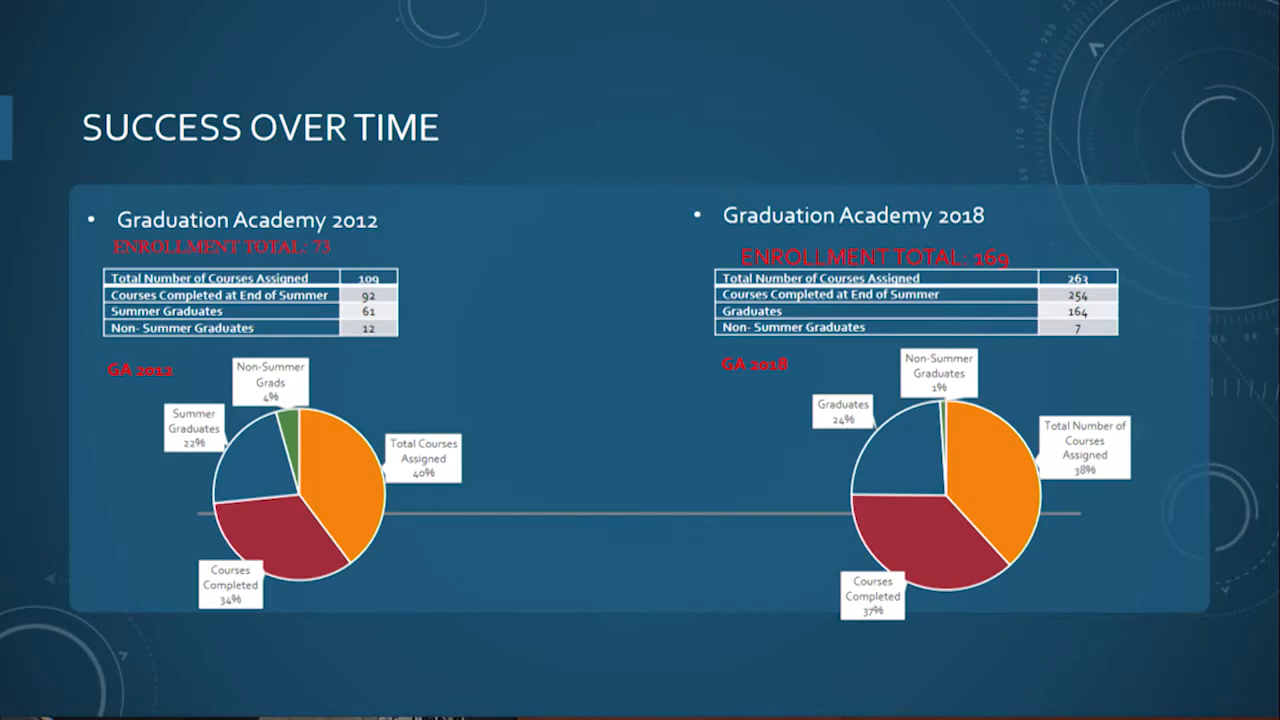 SUCCESS OVER TIME
• Graduation Academy 2012
ENROLLMENT TOTAL: 73
Total Number of Courses Assigned 109
Courses Completed at End of Summer 92
Summer Graduates 61
Non- Summer Graduates 12
GA 2012
Non-Summer
Grads
4%
Summer
Graduates
22%
Total Courses
Assigned
40%
Courses
Completed
34%
• Graduation Academy 2018
ENROLLMENT TOTAL: 169
Total Number of Courses Assigned 263
Courses Completed at End of Summer 254
Graduates 164
Non- Summer Graduates 7
GA 2018
Non-Summer
Graduates
1%
Graduates
24%
Total Number of
Courses
Assigned
38%
Courses
Completed
37%